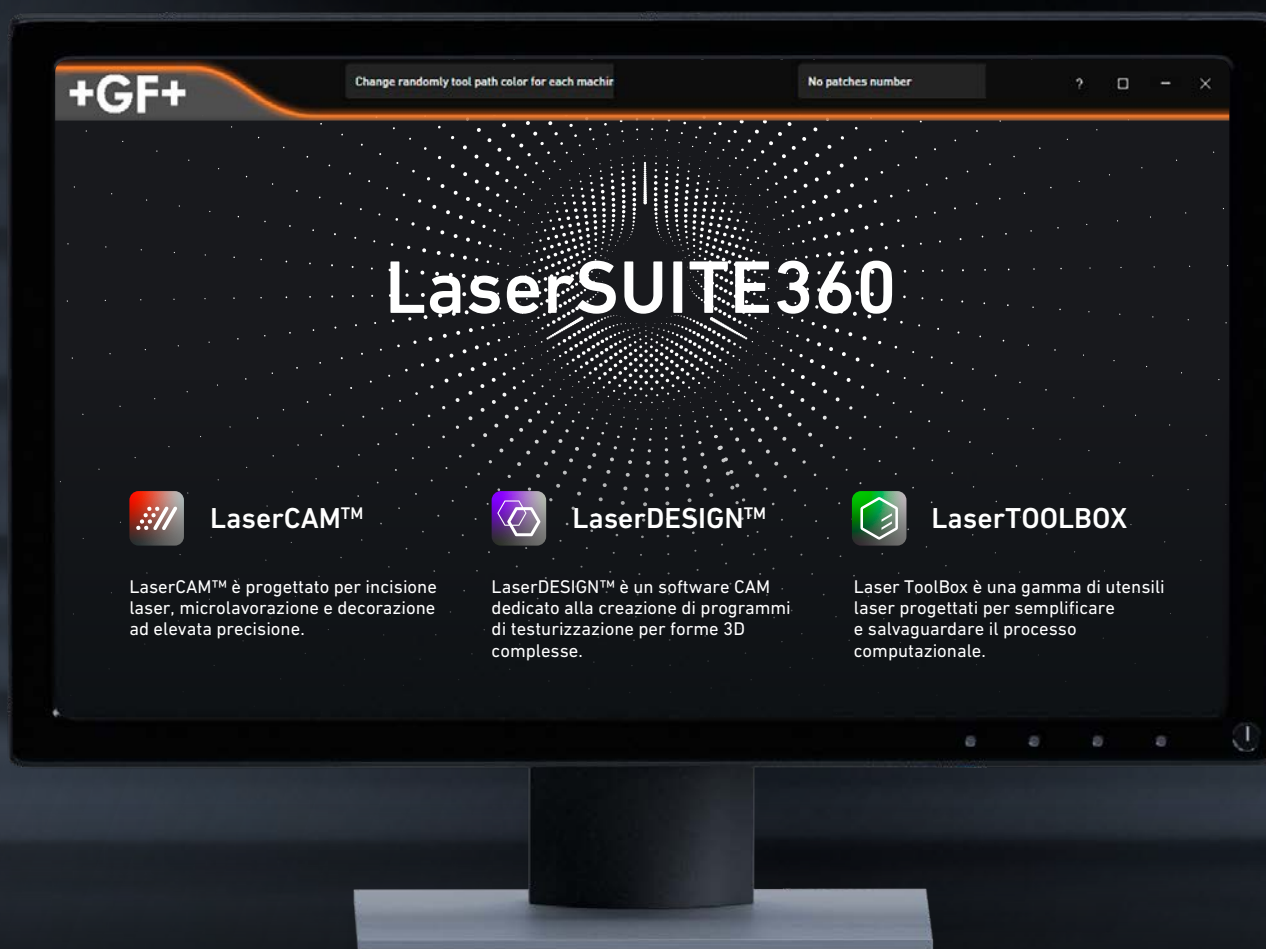 +GF+
Change randomly tool path color for each machin
No patches number
?
LaserSUITE360
LaserCAM™
LaserDESIGN™
LaserTOOLBOX
LaserCAM™ è progettato per incisione
laser, microlavorazione e decorazione
ad elevata precisione.
LaserDESIGN™ è un software CAM
dedicato alla creazione di programmi
di testurizzazione per forme 3D
complesse.
Laser ToolBox è una gamma di utensili
laser progettati per semplificare
e salvaguardare il processo
computazionale.